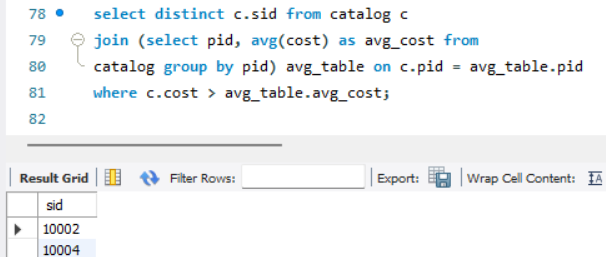 78 select distinct c.sid from catalog c
79 join (select pid, avg(cost) as avg_cost from
80 catalog group by pid) avg_table on c.pid = avg_table.pid
81 where c.cost > avg_table.avg_cost;
82
Result Grid Filter Rows: Export: Wrap Cell Content: IA
sid
10002
10004